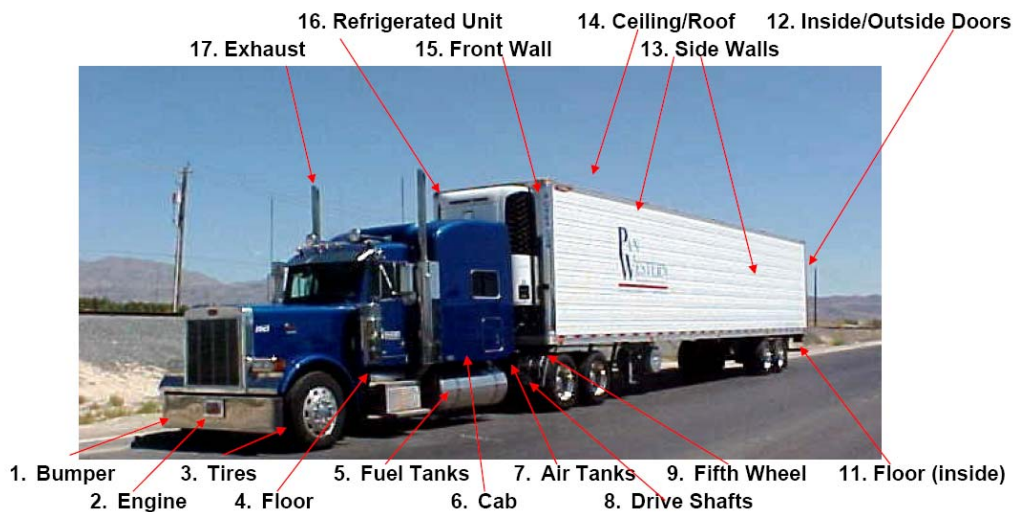 16. Refrigerated Unit
14. Ceiling/Roof
12. Inside/Outside Doors
17. Exhaust
15. Front Wall
13. Side Walls
PAN
WESTERN
1. Bumper
3. Tires
5. Fuel Tanks
7. Air Tanks
9. Fifth Wheel
11. Floor (inside)
2. Engine
4. Floor
6. Cab
8. Drive Shafts